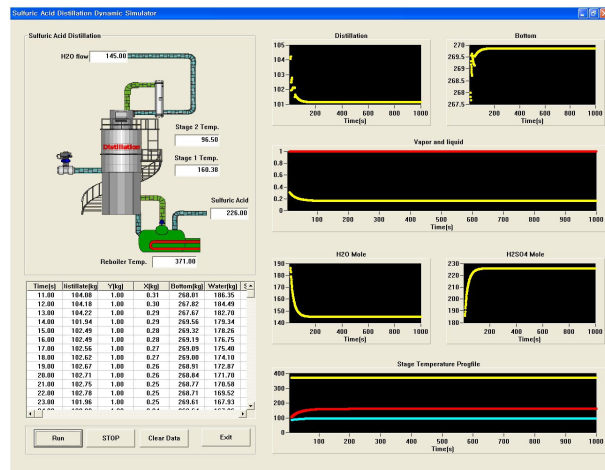 Sulfuric Acid Distillation Dynamic Simulator
Sulfuric Acid Distillation
H2O flow 145.00
Distillation
Stage 2 Temp.
96.50
Stage 1 Temp.
160.38
Sulfuric Acid
226.00
Reboiler Temp. 371.80
Time[s] listillate[kg Y[kg] X[kg] Bottom[kg] Water[kg] S
11.00 104.08 1.00 0.31 268.01 186.35
12.00 104.18 1.00 0.30 267.82 184.49
13.00 104.22 1.00 0.29 267.67 182.70
14.00 101.94 1.00 0.29 269.56 179.34
15.00 102.49 1.00 0.28 269.32 178.26
16.00 102.49 1.00 0.28 269.19 176.75
17.00 102.56 1.00 0.27 269.09 175.40
18.00 102.62 1.00 0.27 269.00 174.10
19.00 102.67 1.00 0.26 268.91 172.87
20.00 102.71 1.00 0.26 268.84 171.70
21.00 102.75 1.00 0.25 268.77 170.58
22.00 102.78 1.00 0.25 268.71 169.52
23.00 101.96 1.00 0.25 269.61 167.93
Run STOP Clear Data Exit
Distillation
105
104
103
102
101
200 400 600 800 1000
Time[s]
Bottom
270
269.5
269
268.5
268
267.5
200 400 600 800 1000
Time[s]
Vapor and liquid
1
0.8
0.6
0.4
0.2
0
100 200 300 400 500 600 700 800 900 1000
Time[s]
H2O Mole
190
180
170
160
150
140
200 400 600 800 1000
Time[s]
H2SO4 Mole
230
220
210
200
190
180
200 400 600 800 1000
Time[s]
Stage Temperature Progfile
400
300
200
100
0
100 200 300 400 500 600 700 800 900 1000
Time[s]